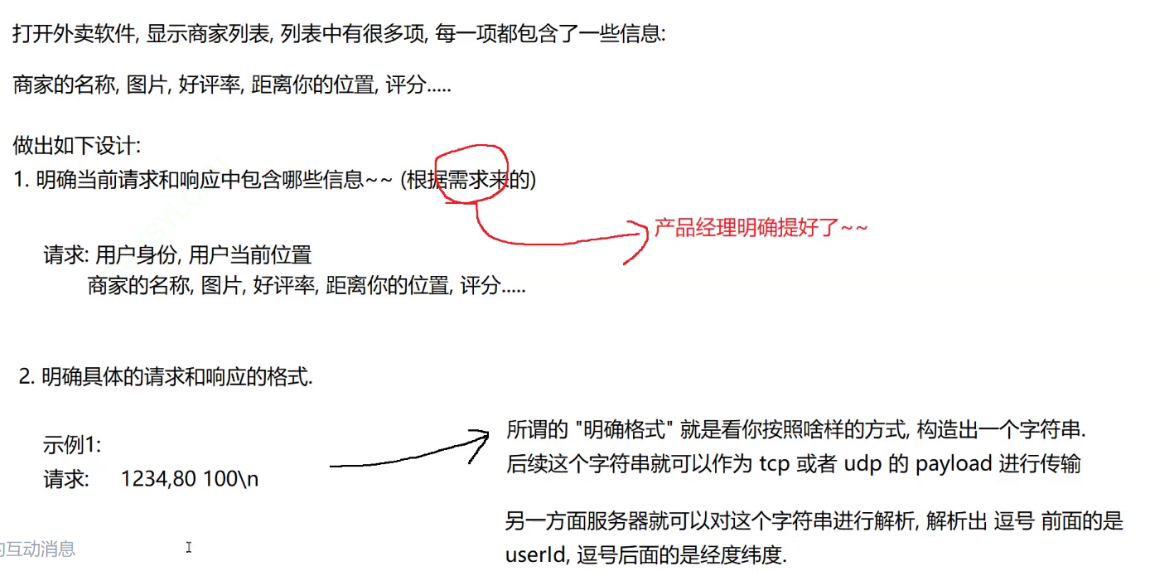 打开外卖软件, 显示商家列表, 列表中有很多项, 每一项都包含了一些信息:
商家的名称, 图片, 好评率, 距离你的位置, 评分.....
做出如下设计:
1. 明确当前请求和响应中包含哪些信息~~ (根据需求来的)
产品经理明确提好了~~
请求: 用户身份, 用户当前位置
商家的名称, 图片, 好评率, 距离你的位置, 评分.....
2. 明确具体的请求和响应的格式.
示例1:
请求: 1234,80 100\n
所谓的 "明确格式" 就是看你按照啥样的方式, 构造出一个字符串.
后续这个字符串就可以作为 tcp 或者 udp 的 payload 进行传输
另一方面服务器就可以对这个字符串进行解析, 解析出 逗号 前面的是
userId, 逗号后面的是经度纬度.
的互动消息